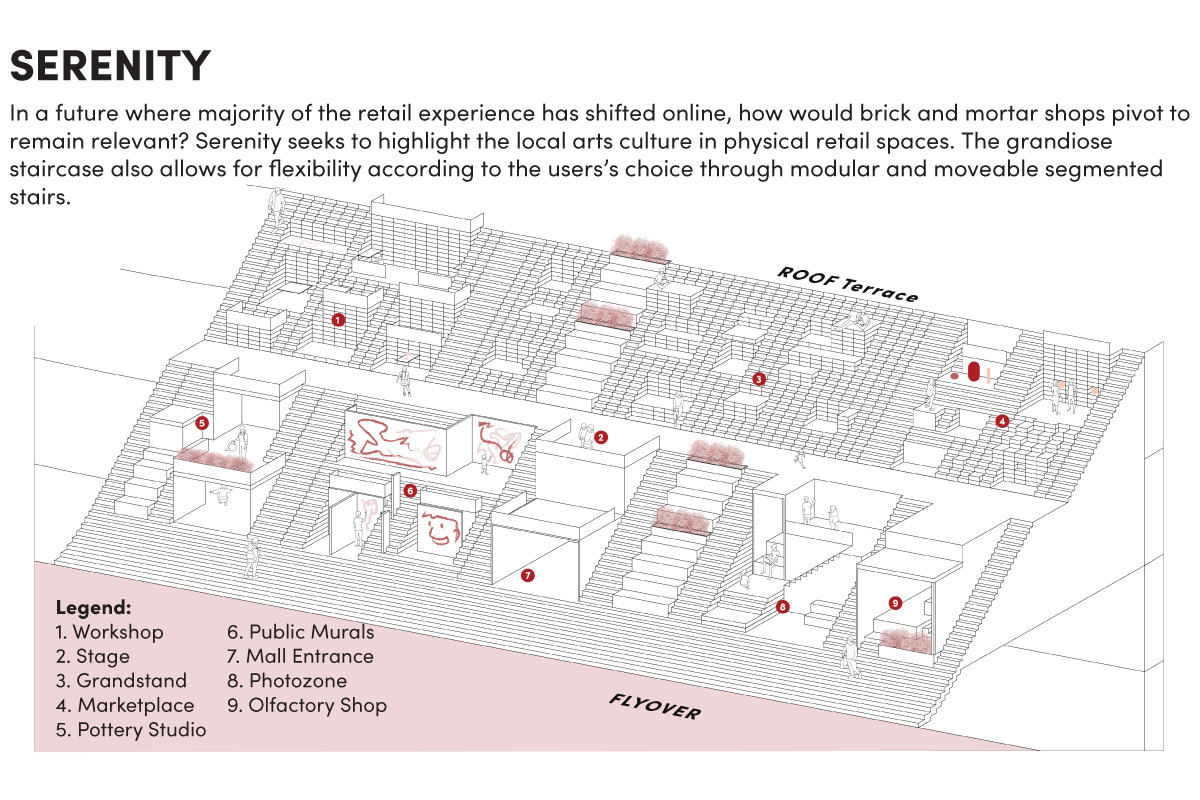 SERENITY
In a future where majority of the retail experience has shifted online, how would brick and mortar shops pivot to
remain relevant? Serenity seeks to highlight the local arts culture in physical retail spaces. The grandiose
staircase also allows for flexibility according to the users’s choice through modular and moveable segmented
stairs.
ROOF Terrace
1
3
4
5
2
6
7
9
8
Legend:
1. Workshop
2. Stage
3. Grandstand
4. Marketplace
5. Pottery Studio
6. Public Murals
7. Mall Entrance
8. Photozone
9. Olfactory Shop
FLYOVER